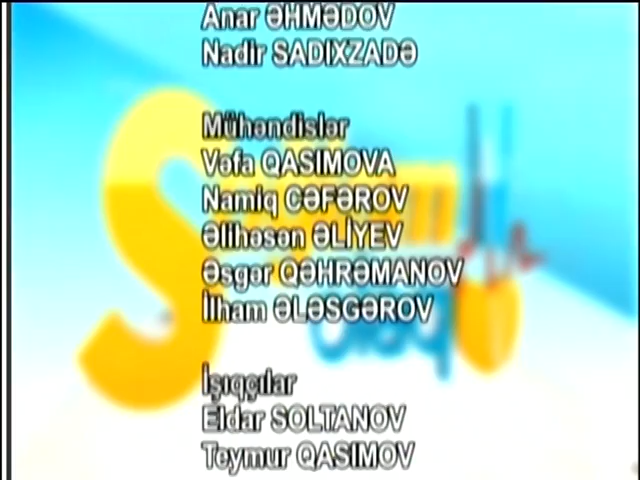 Anar ƏHMƏDOV
Nadir SADIXZADƏ
Mühəndislər
Vəfa QASIMOVA
Namiq CƏFƏROV
Əlihəsən ƏLİYEV
Əsgər QƏHRƏMANOV
İlham ƏLƏSGƏROV
İşıqçılar
Eldar SOLTANOV
Teymur QASIMOV